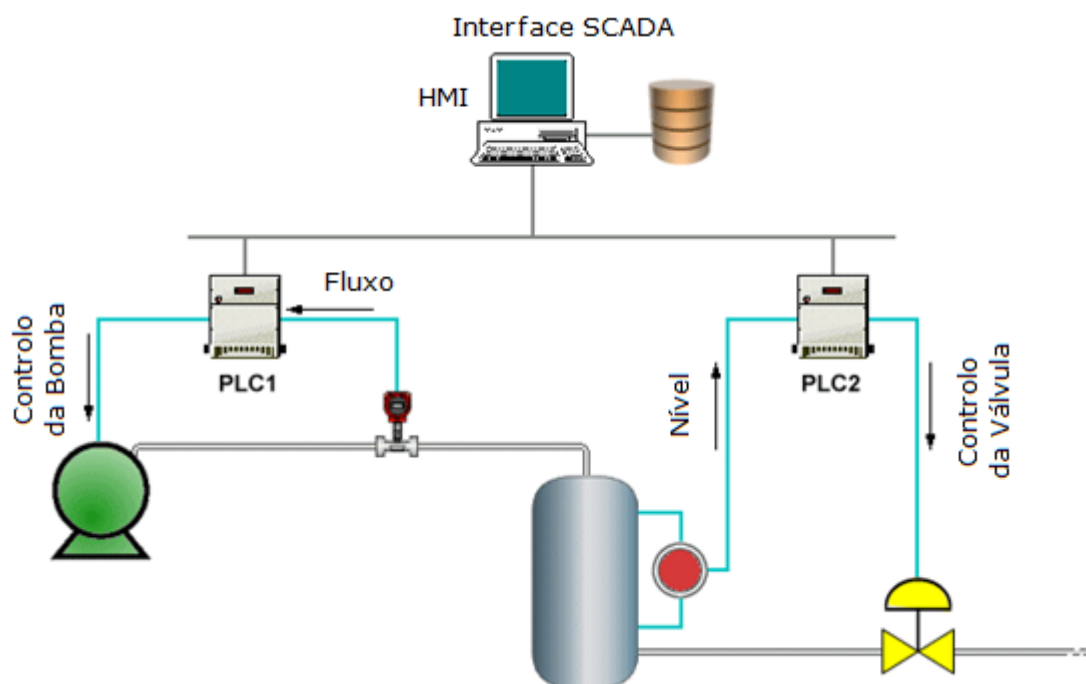 Interface SCADA
HMI
Fluxo
Controlo
da Bomba
PLC1
Nível
PLC2
Controlo
da Válvula